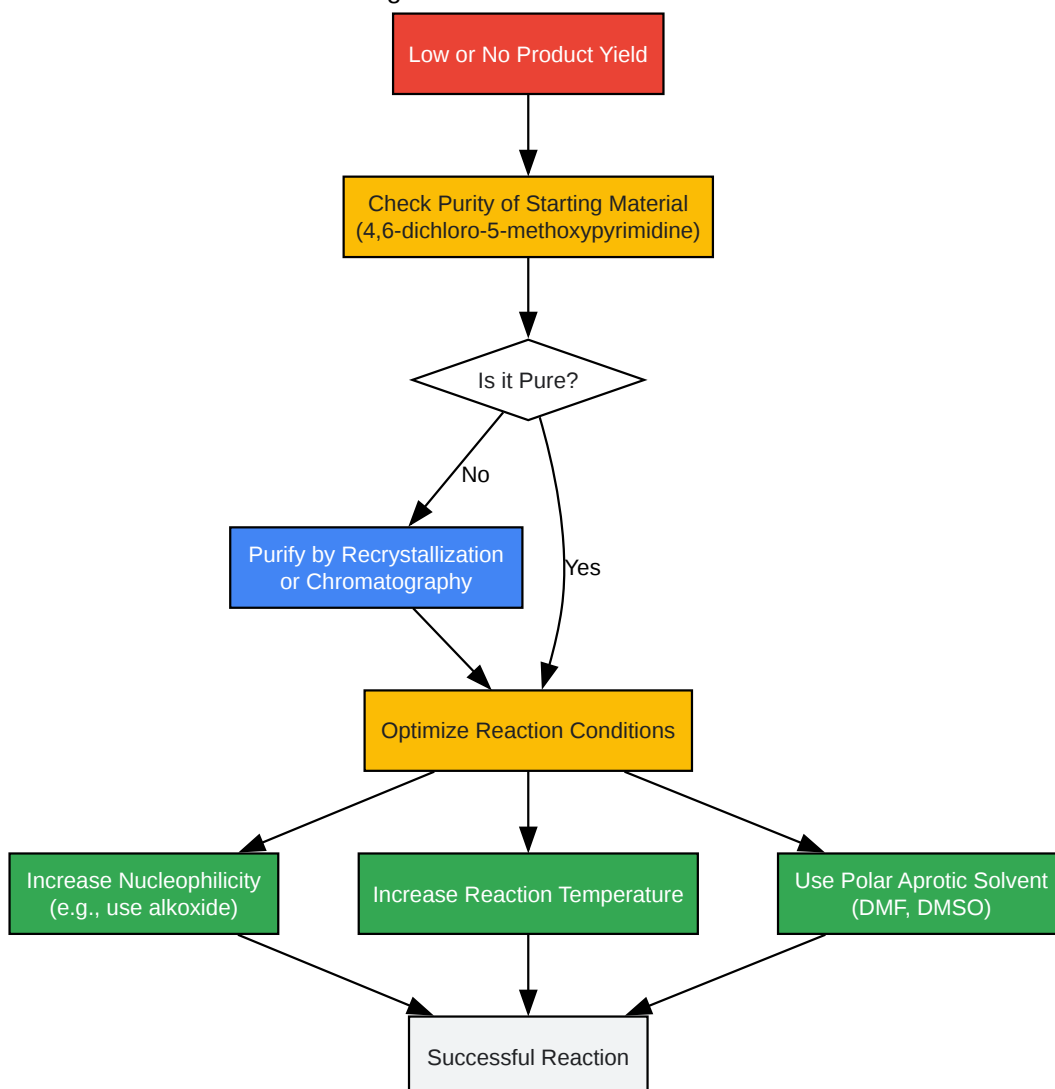 Low or No Product Yield
Check Purity of Starting Material
(4,6-dichloro-5-methoxypyrimidine)
Is it Pure?
No
Purify by Recrystallization
or Chromatography
Yes
Optimize Reaction Conditions
Increase Nucleophilicity
(e.g., use alkoxide)
Increase Reaction Temperature
Use Polar Aprotic Solvent
(DMF, DMSO)
Successful Reaction